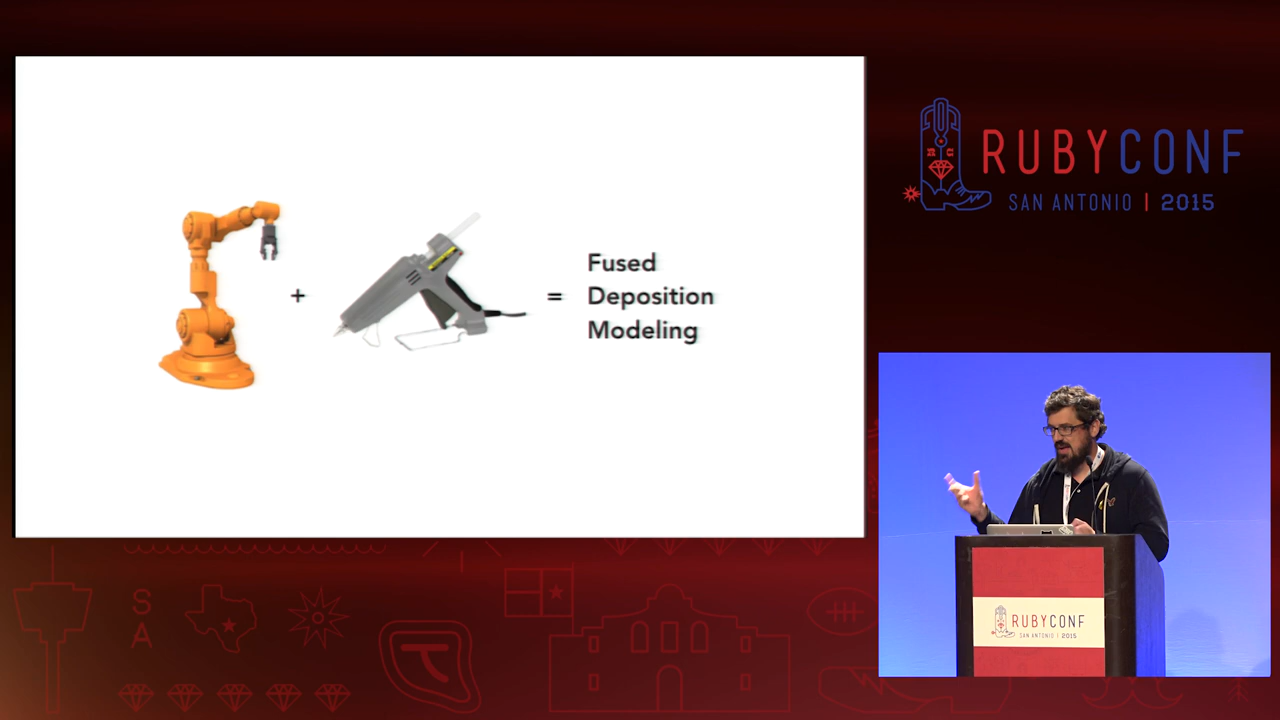 +
=
Fused
Deposition
Modeling
RUBYCONF
SAN ANTONIO | 2015
R C
S
A
RUBYCONF
SAN ANTONIO | 2015